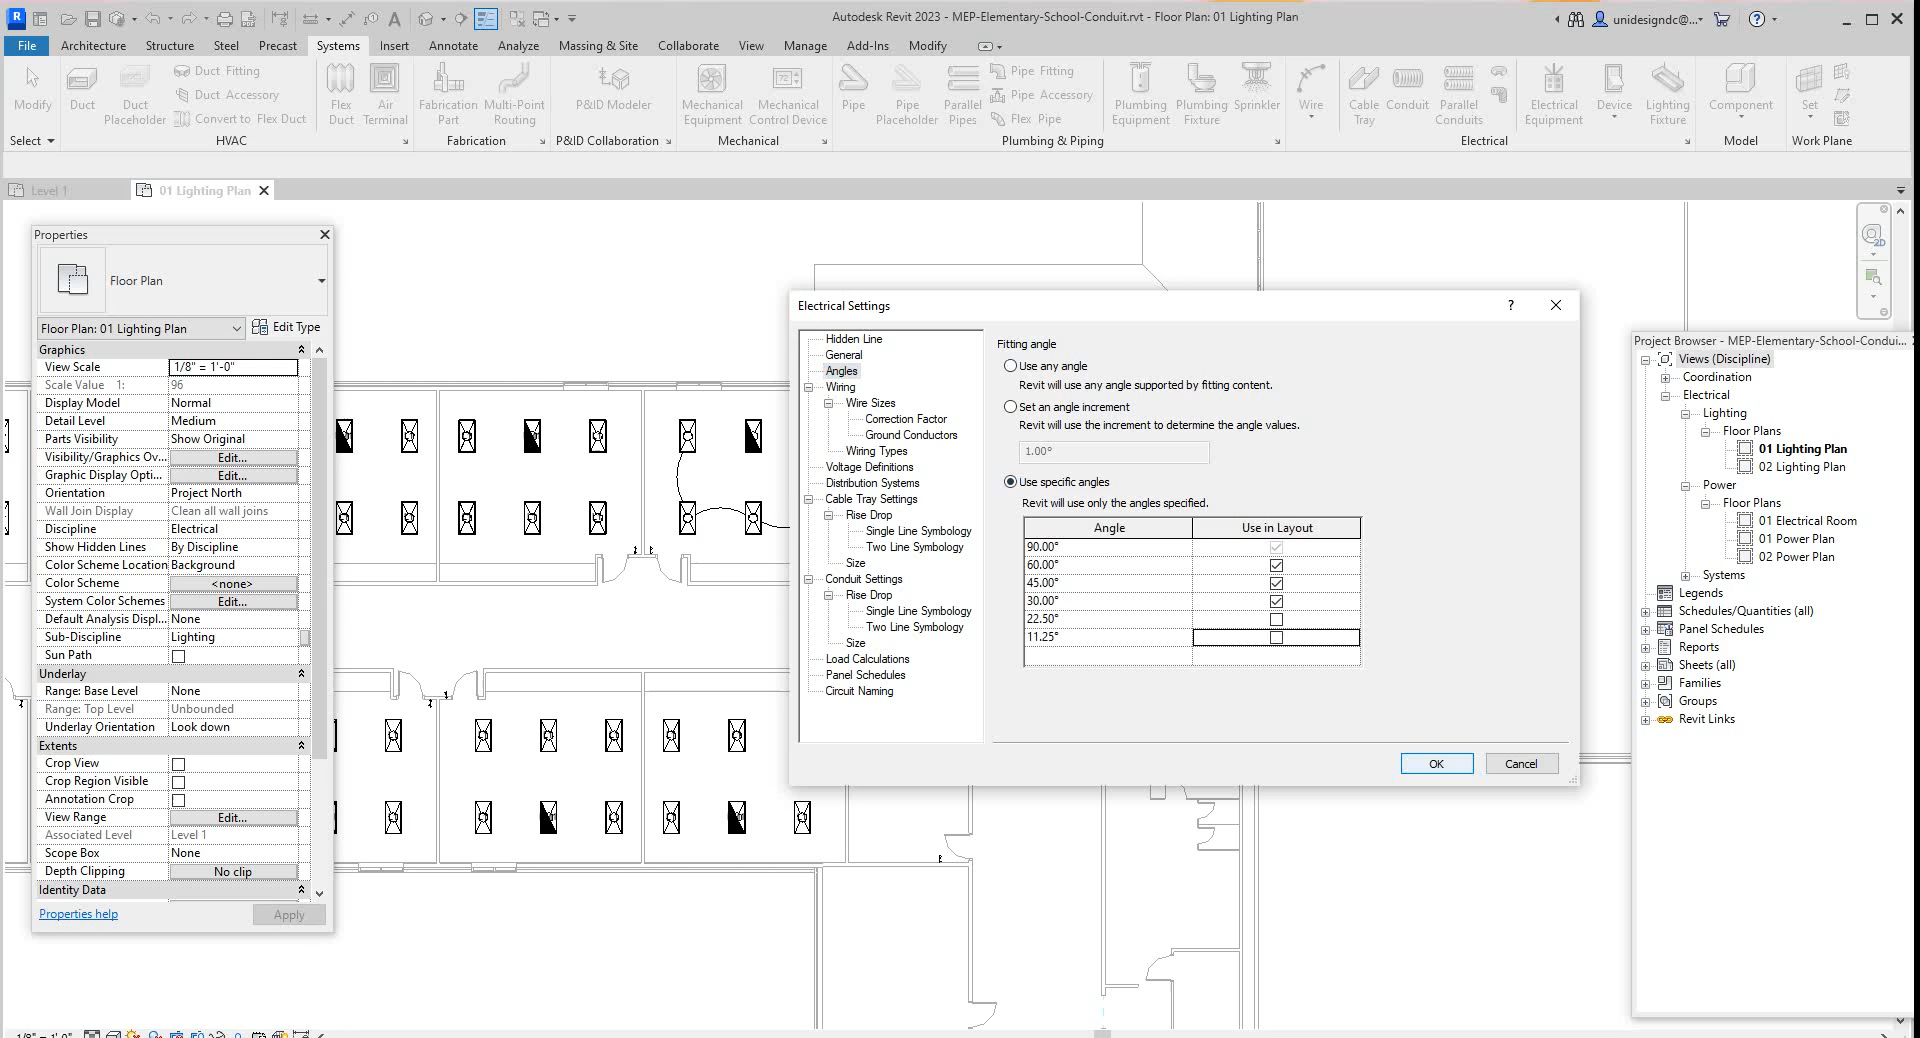 Autodesk Revit 2023 - MEP-Elementary-School-Conduit.rvt - Floor Plan: 01 Lighting Plan
unidesigndc@...
File Architecture Structure Steel Precast Systems Insert Annotate Analyze Massing & Site Collaborate View Manage Add-Ins Modify
Modify
Duct
Duct Placeholder
Duct Fitting
Duct Accessory
Convert to Flex Duct
Flex Duct
Air Terminal
Fabrication Part
Multi-Point Routing
P&ID Modeler
Mechanical Equipment
Mechanical Control Device
Pipe
Pipe Placeholder
Parallel Pipes
Pipe Fitting
Pipe Accessory
Flex Pipe
Plumbing Equipment
Plumbing Fixture
Sprinkler
Wire
Cable Tray
Conduit
Parallel Conduits
Electrical Equipment
Device
Lighting Fixture
Component
Set
Select HVAC Fabrication P&ID Collaboration Mechanical Plumbing & Piping Electrical Model Work Plane
Level 1
01 Lighting Plan
Properties
Floor Plan
Floor Plan: 01 Lighting Plan Edit Type
Graphics
View Scale 1/8" = 1'-0"
Scale Value 1: 96
Display Model Normal
Detail Level Medium
Parts Visibility Show Original
Visibility/Graphics Ov... Edit...
Graphic Display Opti... Edit...
Orientation Project North
Wall Join Display Clean all wall joins
Discipline Electrical
Show Hidden Lines By Discipline
Color Scheme Location Background
Color Scheme <none>
System Color Schemes Edit...
Default Analysis Displ... None
Sub-Discipline Lighting
Sun Path
Underlay
Range: Base Level None
Range: Top Level Unbounded
Underlay Orientation Look down
Extents
Crop View
Crop Region Visible
Annotation Crop
View Range Edit...
Associated Level Level 1
Scope Box None
Depth Clipping No clip
Identity Data
Properties help Apply
Electrical Settings
Hidden Line
General
Angles
Wiring
Wire Sizes
Correction Factor
Ground Conductors
Wiring Types
Voltage Definitions
Distribution Systems
Cable Tray Settings
Rise Drop
Single Line Symbology
Two Line Symbology
Size
Conduit Settings
Rise Drop
Single Line Symbology
Two Line Symbology
Size
Load Calculations
Panel Schedules
Circuit Naming
Fitting angle
Use any angle
Revit will use any angle supported by fitting content.
Set an angle increment
Revit will use the increment to determine the angle values.
1.00°
Use specific angles
Revit will use only the angles specified.
Angle Use in Layout
90.00°
60.00°
45.00°
30.00°
22.50°
11.25°
OK Cancel
Project Browser - MEP-Elementary-School-Condui...
Views (Discipline)
Coordination
Electrical
Lighting
Floor Plans
01 Lighting Plan
02 Lighting Plan
Power
Floor Plans
01 Electrical Room
01 Power Plan
02 Power Plan
Systems
Legends
Schedules/Quantities (all)
Panel Schedules
Reports
Sheets (all)
Families
Groups
Revit Links
1/8" = 1'-0"